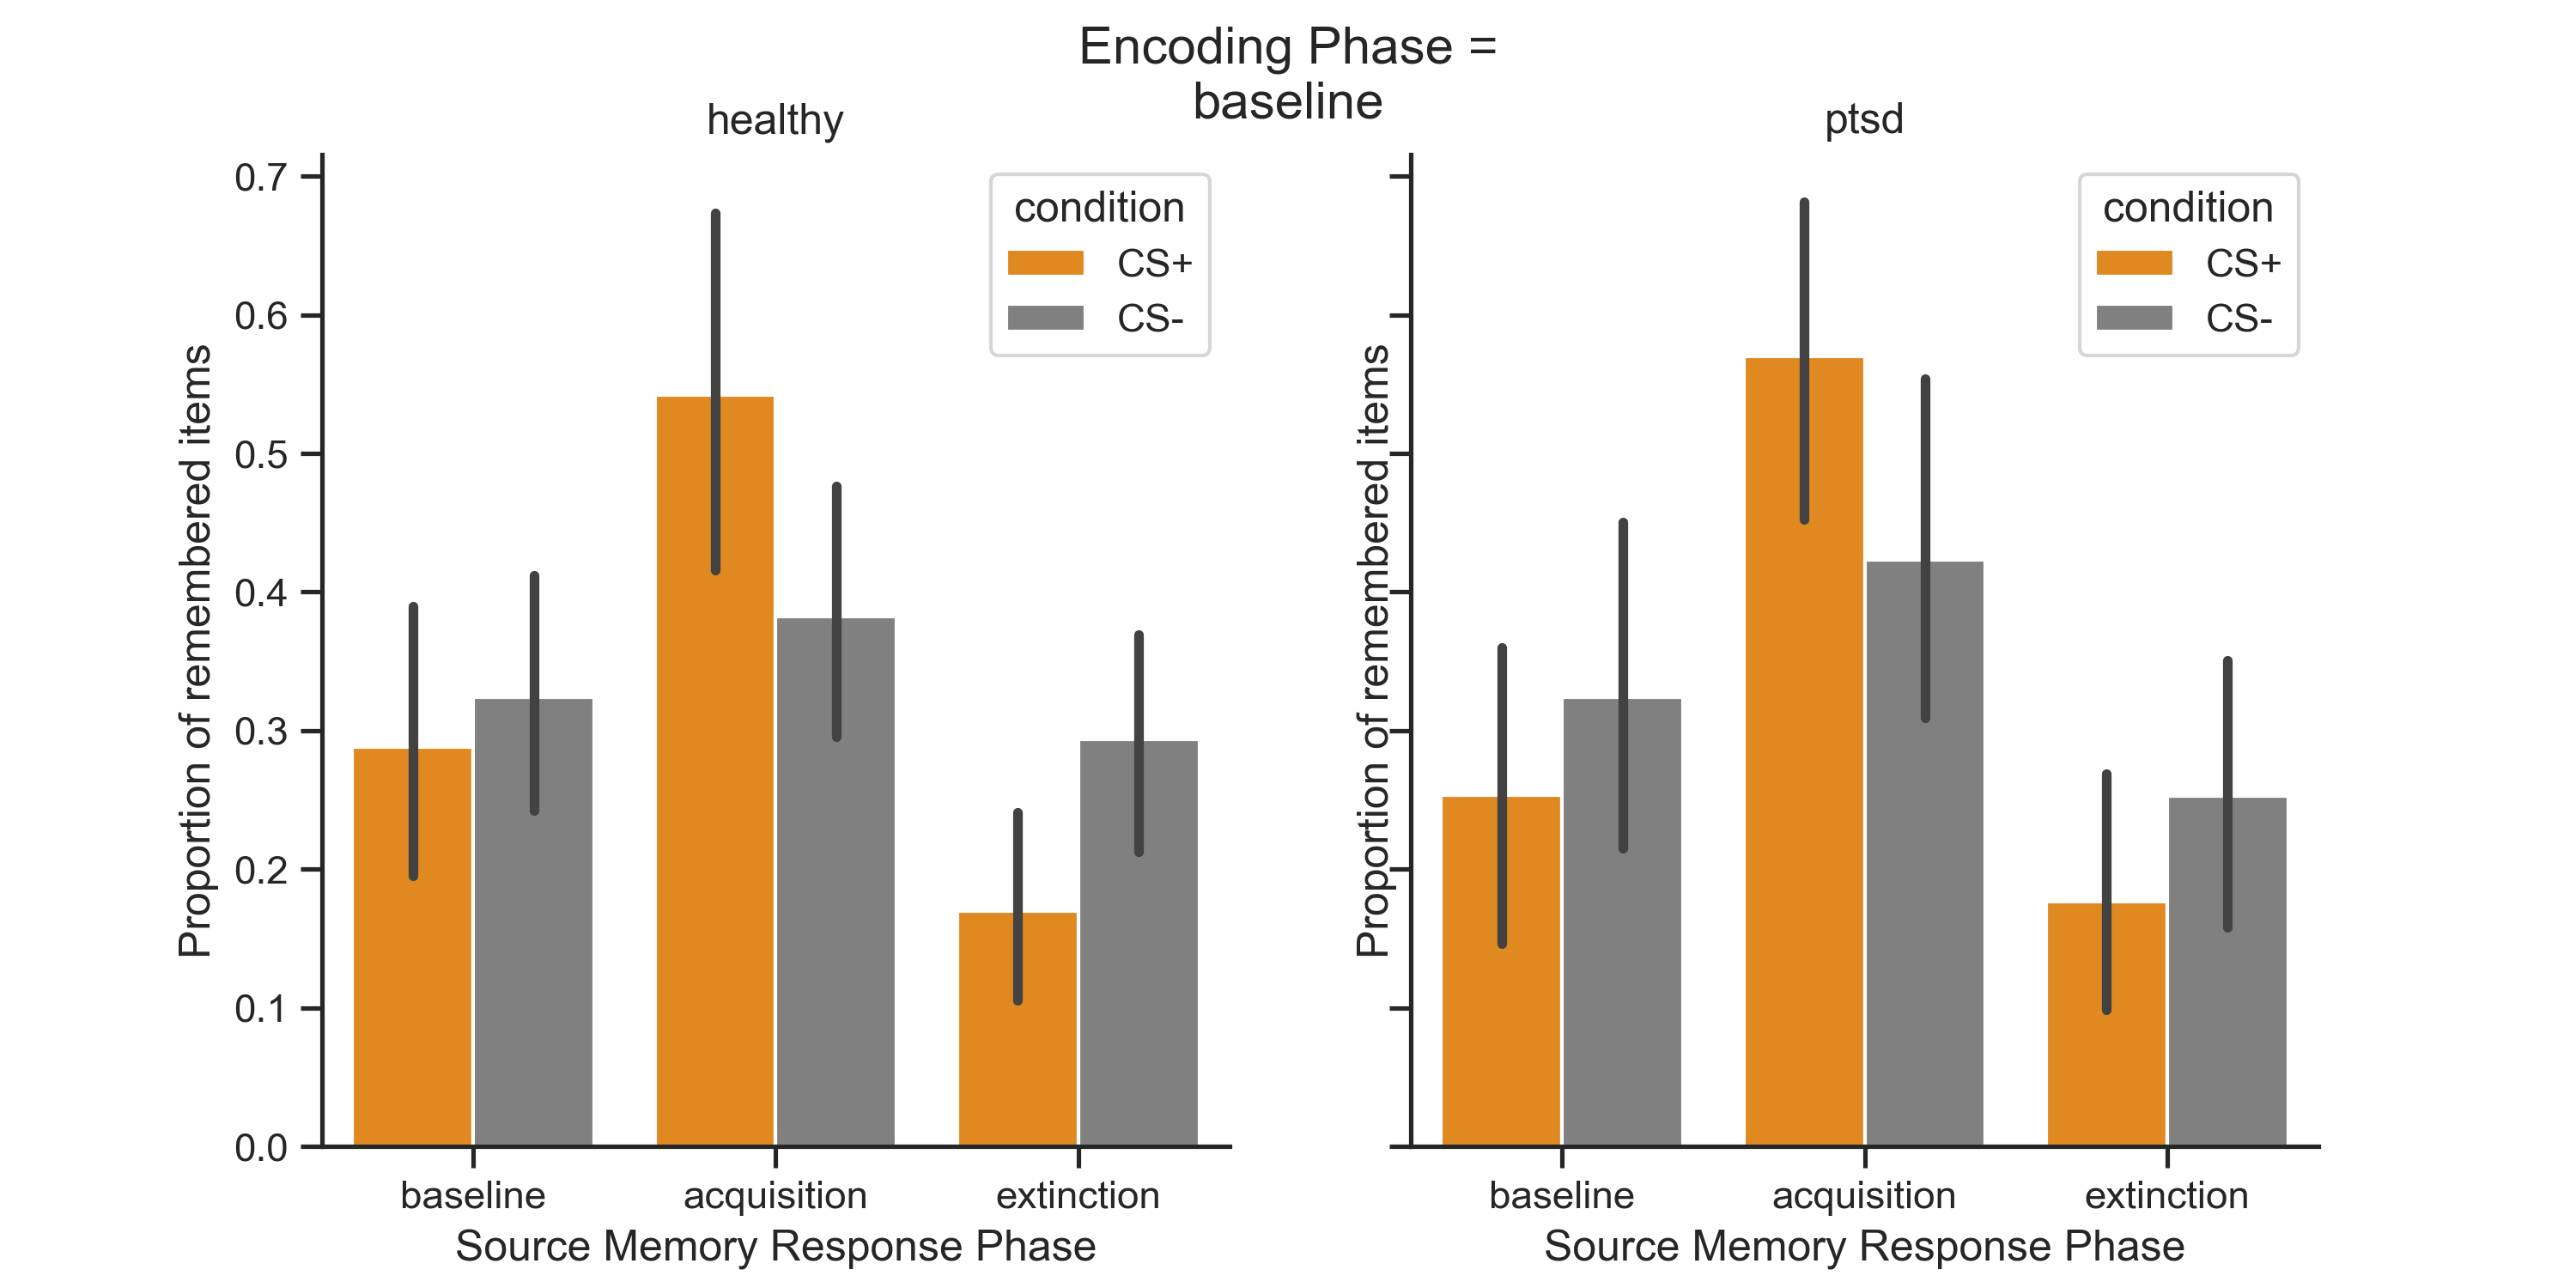 Encoding Phase =
baseline
healthy
Proportion of remembered items
0.7
0.6
0.5
0.4
0.3
0.2
0.1
0.0
condition
CS+
CS-
baseline
acquisition
extinction
Source Memory Response Phase
ptsd
Proportion of remembered items
condition
CS+
CS-
baseline
acquisition
extinction
Source Memory Response Phase